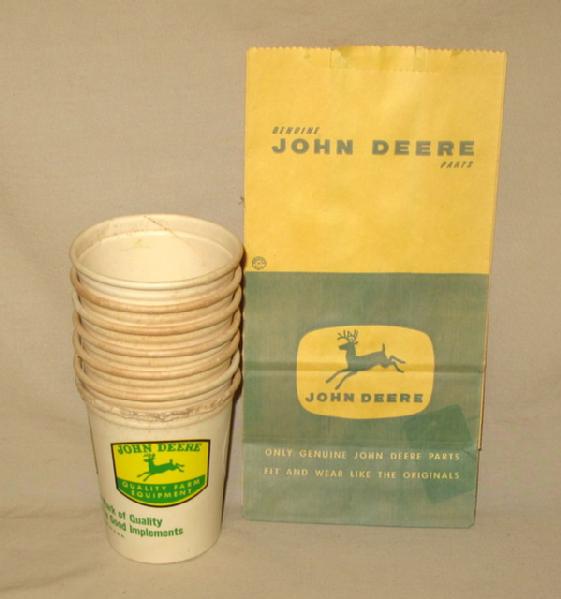 GENUINE
JOHN DEERE
PARTS
JOHN DEERE
ONLY GENUINE JOHN DEERE PARTS
FIT AND WEAR LIKE THE ORIGINALS
JOHN DEERE
QUALITY FARM
EQUIPMENT
of Quality
Good Implements